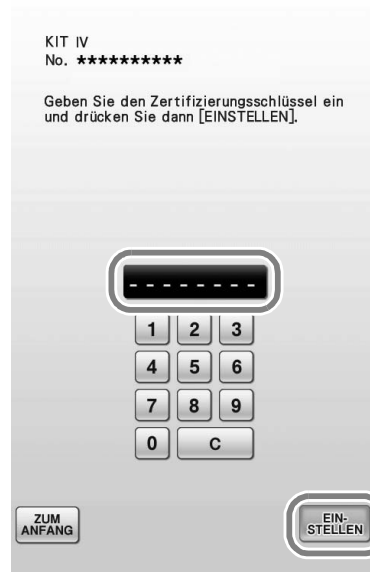 KIT IV
No. **********
Geben Sie den Zertifizierungsschlüssel ein
und drücken Sie dann [EINSTELLEN].
- - - - - - - -
1 2 3
4 5 6
7 8 9
0 C
ZUM
ANFANG
EIN-
STELLEN